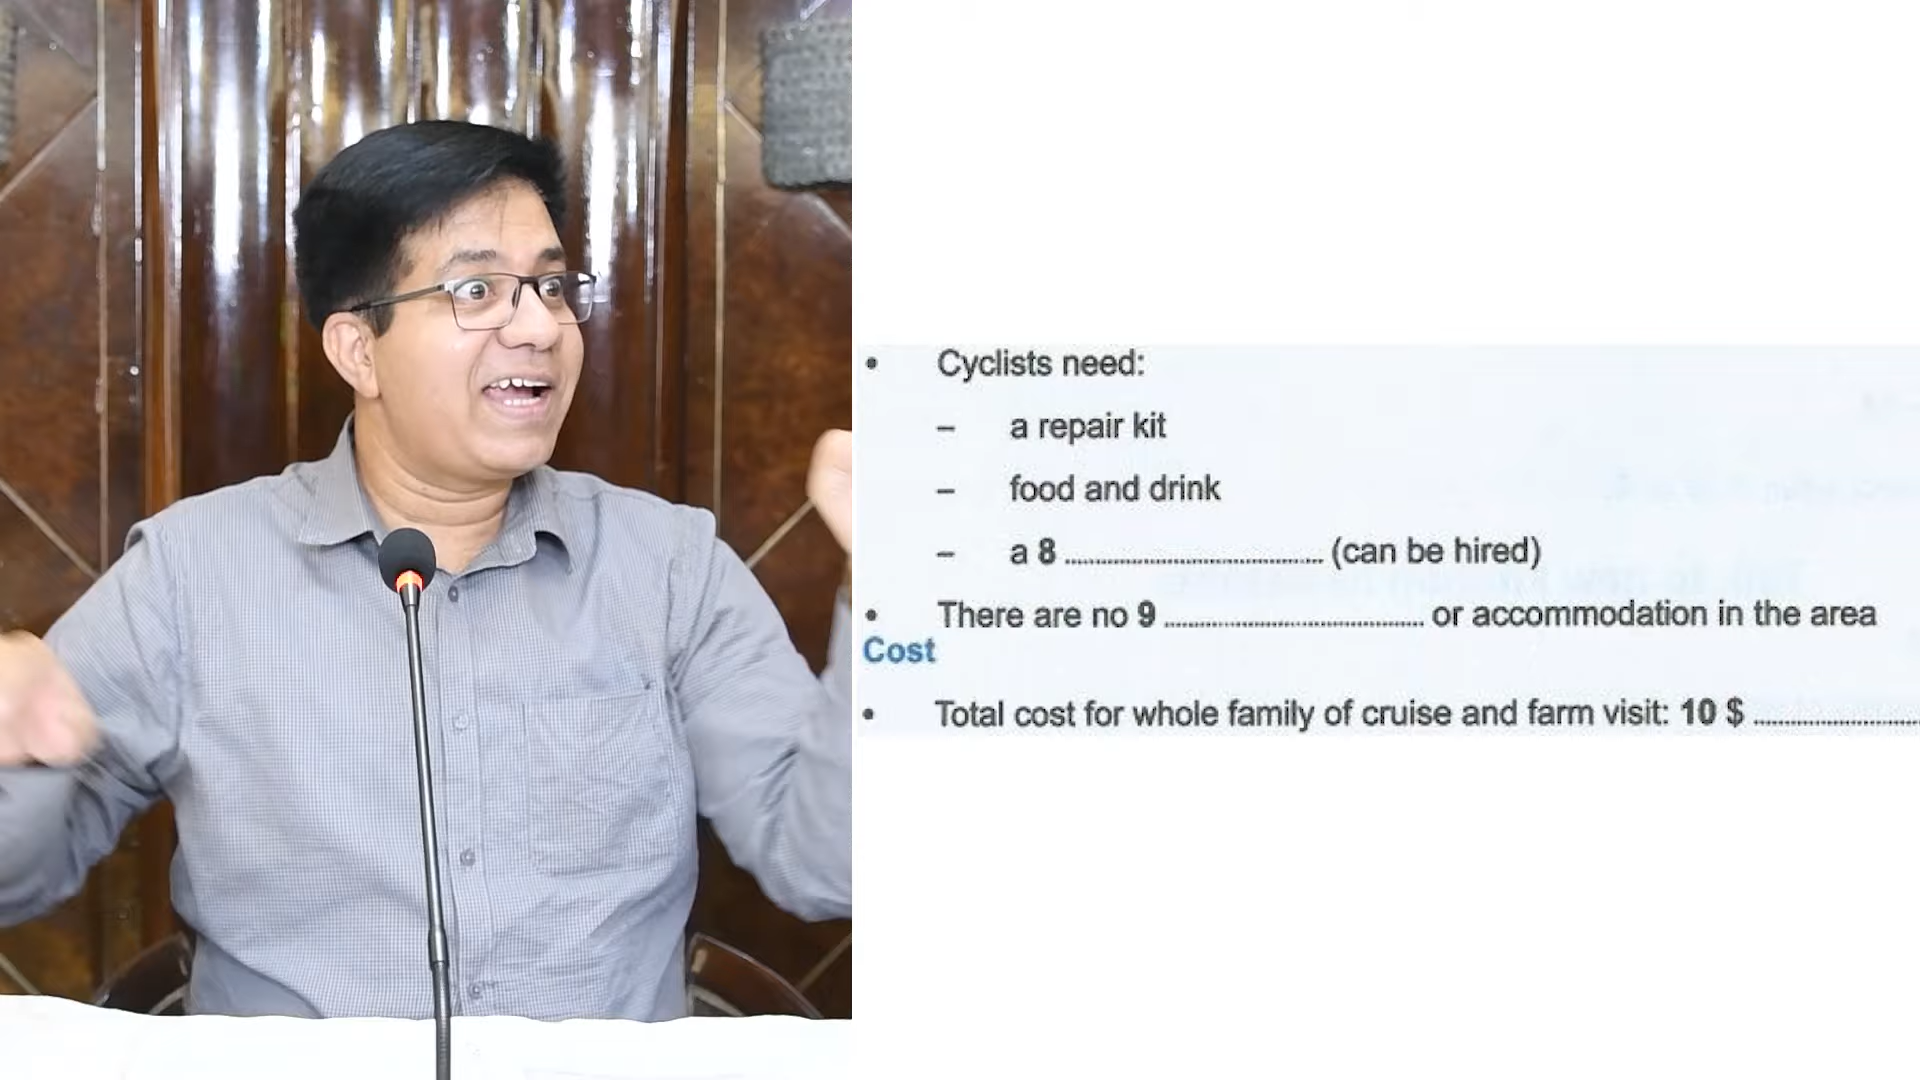 • Cyclists need:
– a repair kit
– food and drink
– a 8 .................................... (can be hired)
• There are no 9 .................................... or accommodation in the area
Cost
• Total cost for whole family of cruise and farm visit: 10 $ .......................